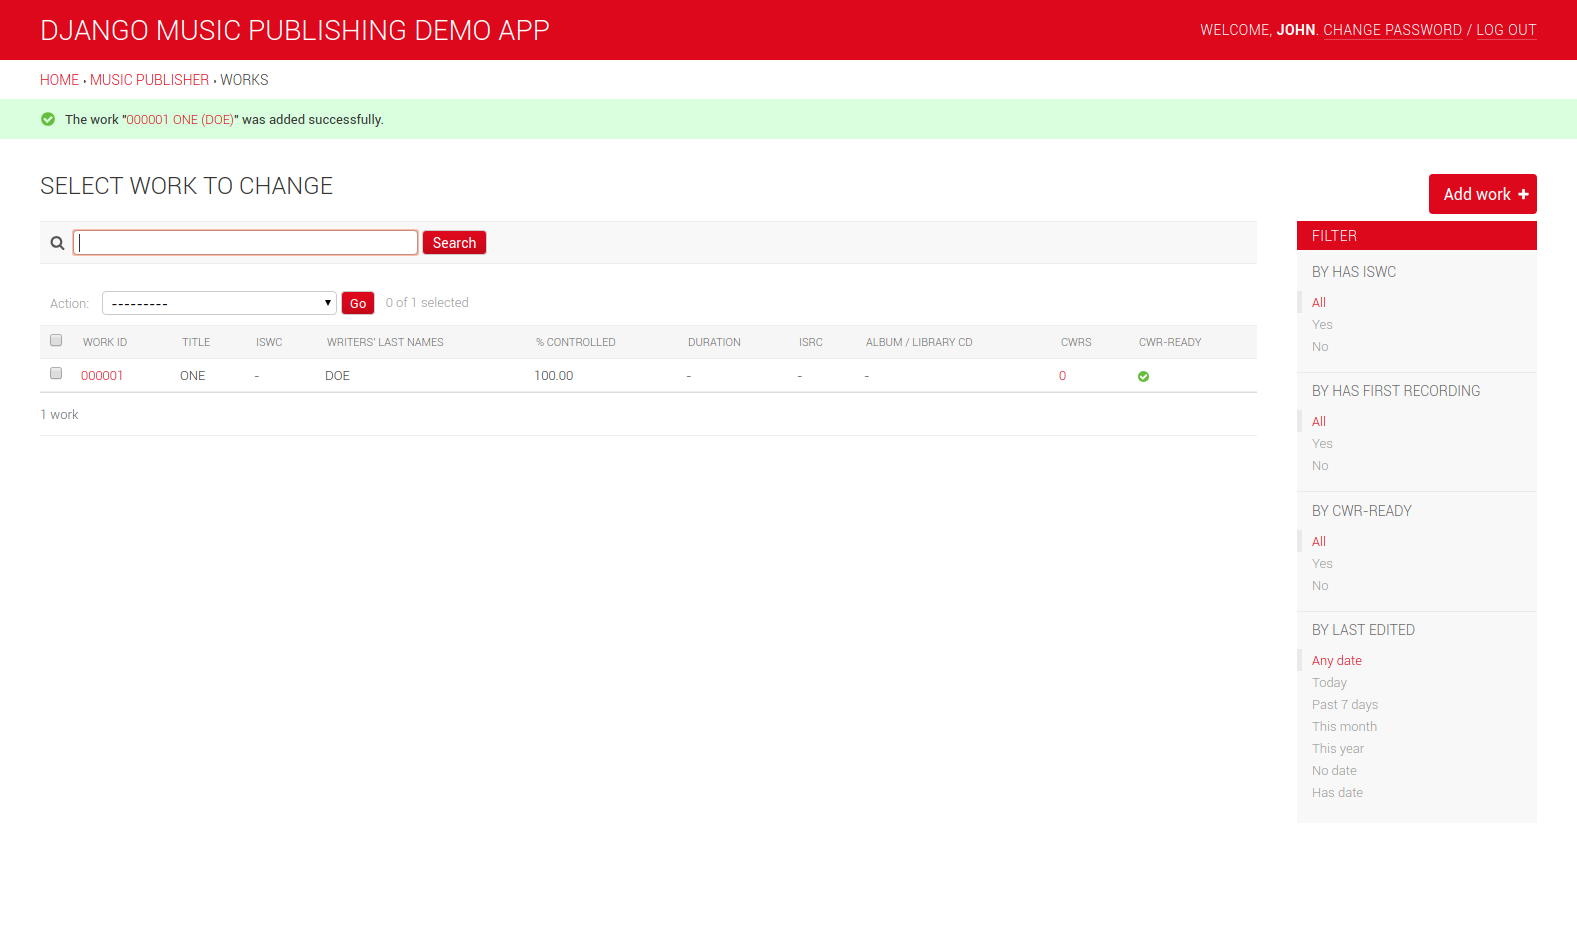 DJANGO MUSIC PUBLISHING DEMO APP
WELCOME, JOHN. CHANGE PASSWORD / LOG OUT
HOME › MUSIC PUBLISHER › WORKS
The work "000001 ONE (DOE)" was added successfully.
SELECT WORK TO CHANGE
Add work +
Search
Action: --------- Go 0 of 1 selected
WORK ID TITLE ISWC WRITERS' LAST NAMES % CONTROLLED DURATION ISRC ALBUM / LIBRARY CD CWRS CWR-READY
000001 ONE - DOE 100.00 - - - 0
1 work
FILTER
BY HAS ISWC
All
Yes
No
BY HAS FIRST RECORDING
All
Yes
No
BY CWR-READY
All
Yes
No
BY LAST EDITED
Any date
Today
Past 7 days
This month
This year
No date
Has date